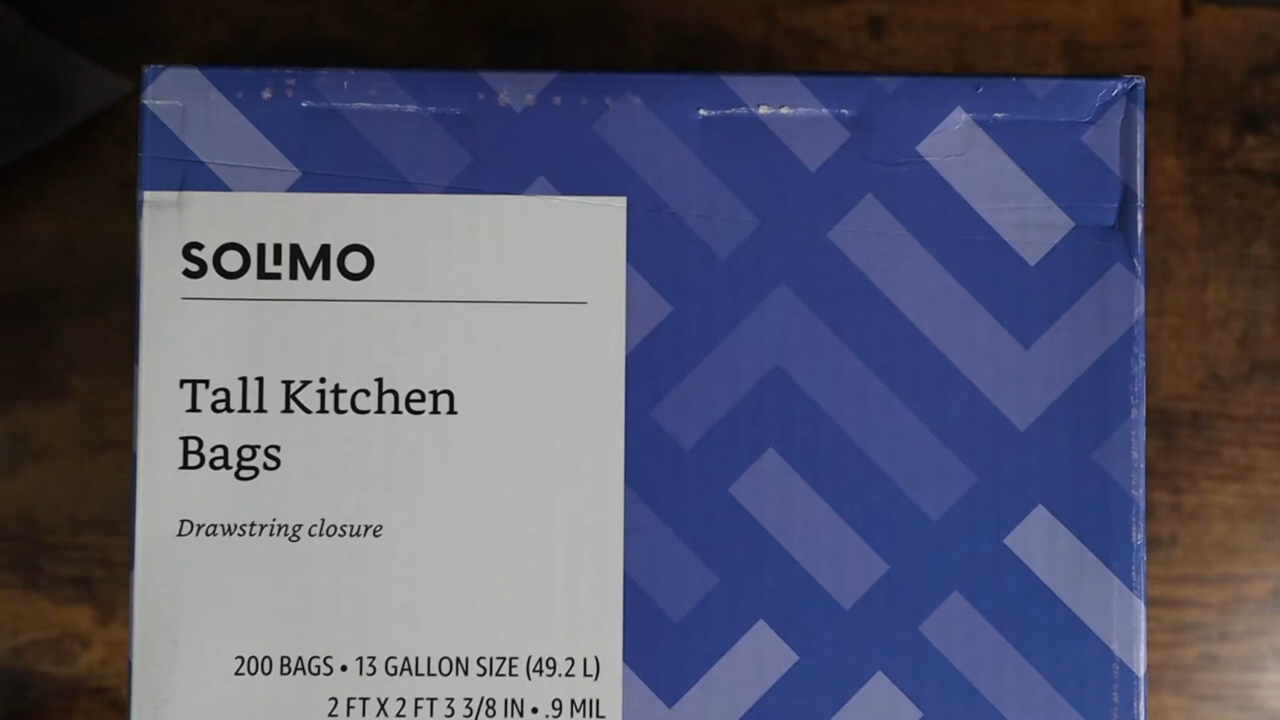 SOLIMO
Tall Kitchen
Bags
Drawstring closure
200 BAGS • 13 GALLON SIZE (49.2 L)
2 FT X 2 FT 3 3/8 IN • .9 MIL